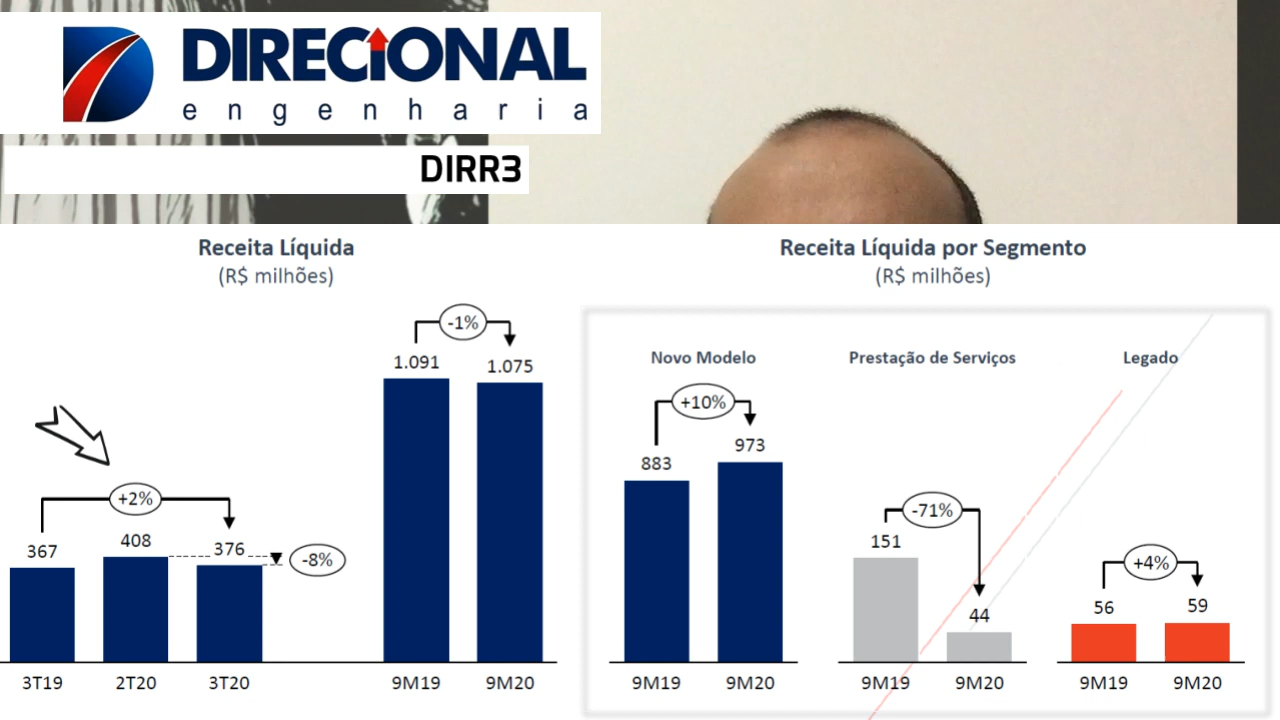 DIRECIONAL
engenharia
DIRR3
Receita Líquida
(R$ milhões)
-1%
1.091
1.075
+2%
367
408
376
-8%
3T19
2T20
3T20
9M19
9M20
Receita Líquida por Segmento
(R$ milhões)
Novo Modelo
Prestação de Serviços
Legado
+10%
883
973
-71%
151
44
+4%
56
59
9M19
9M20
9M19
9M20
9M19
9M20